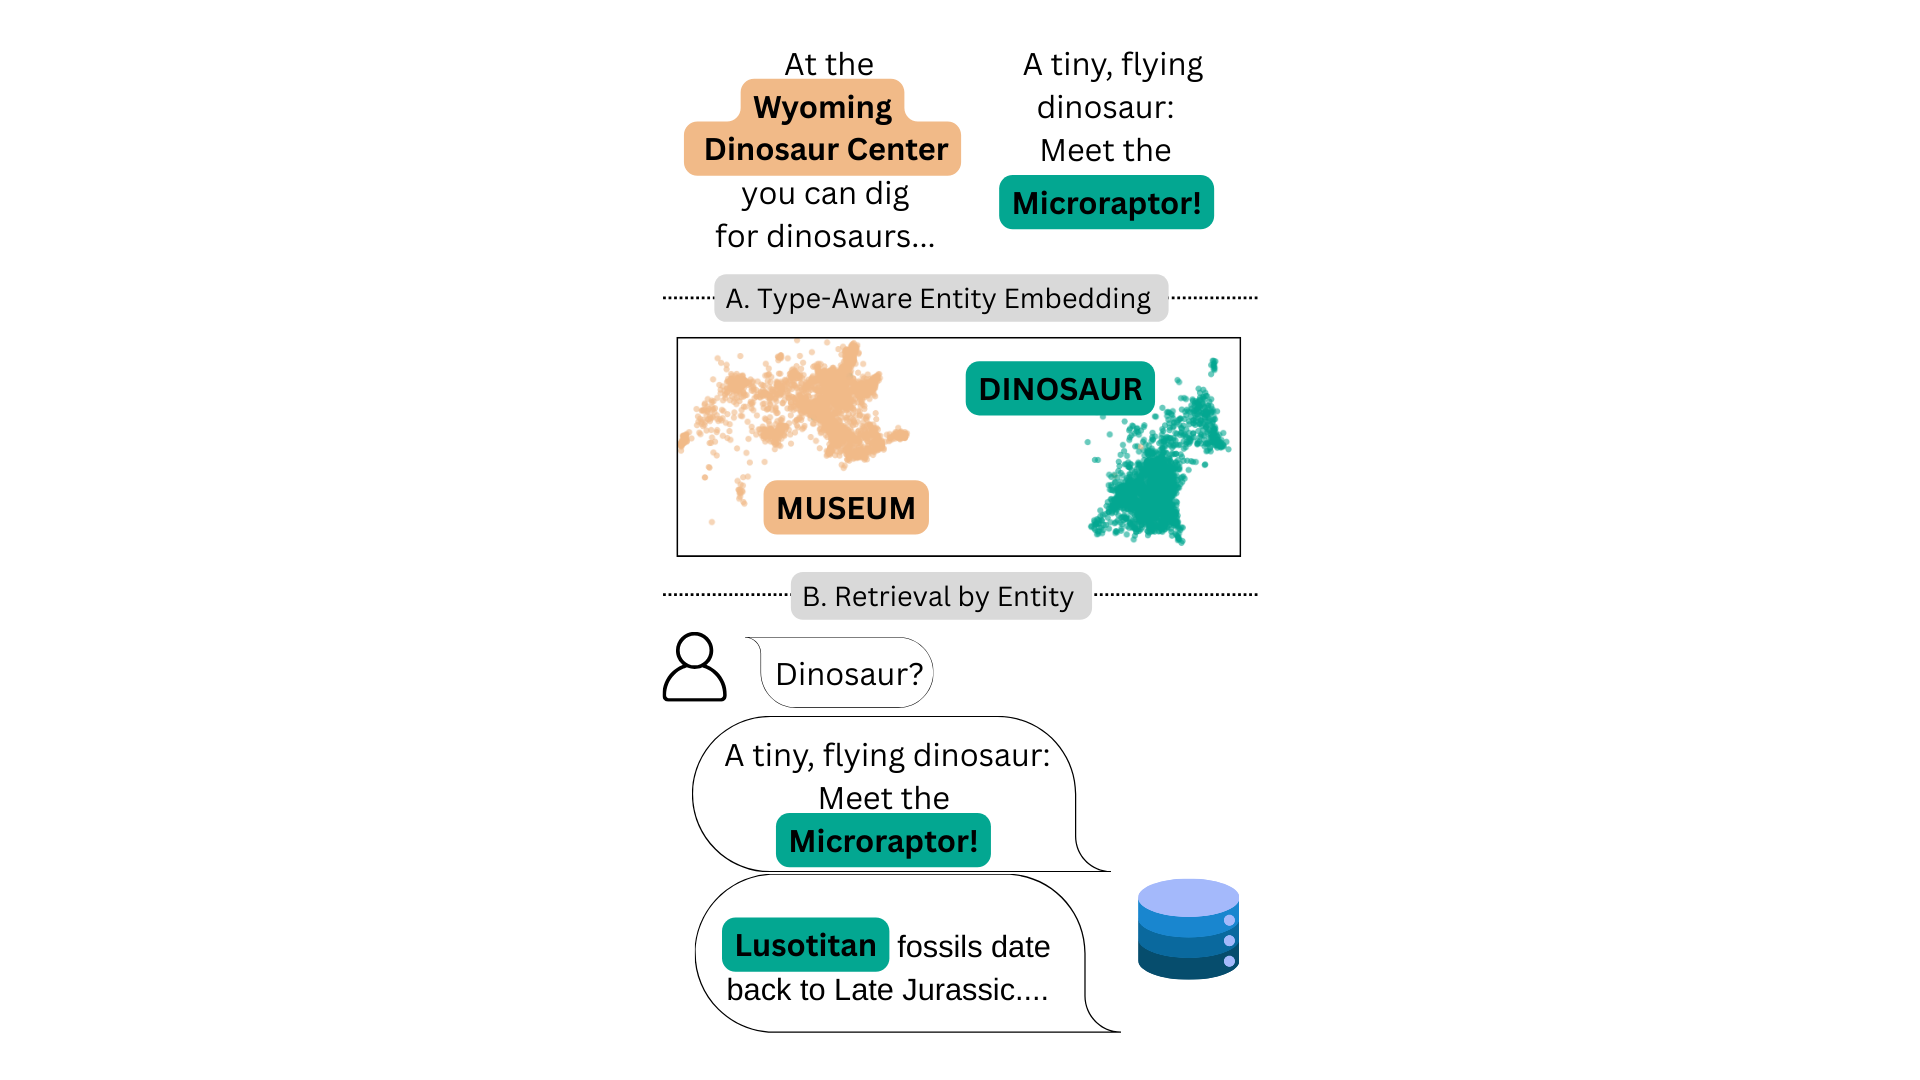 At the
Wyoming
Dinosaur Center
you can dig
for dinosaurs...
A tiny, flying
dinosaur:
Meet the
Microraptor!
A. Type-Aware Entity Embedding
DINOSAUR
MUSEUM
B. Retrieval by Entity
Dinosaur?
A tiny, flying dinosaur:
Meet the
Microraptor!
Lusotitan fossils date
back to Late Jurassic....